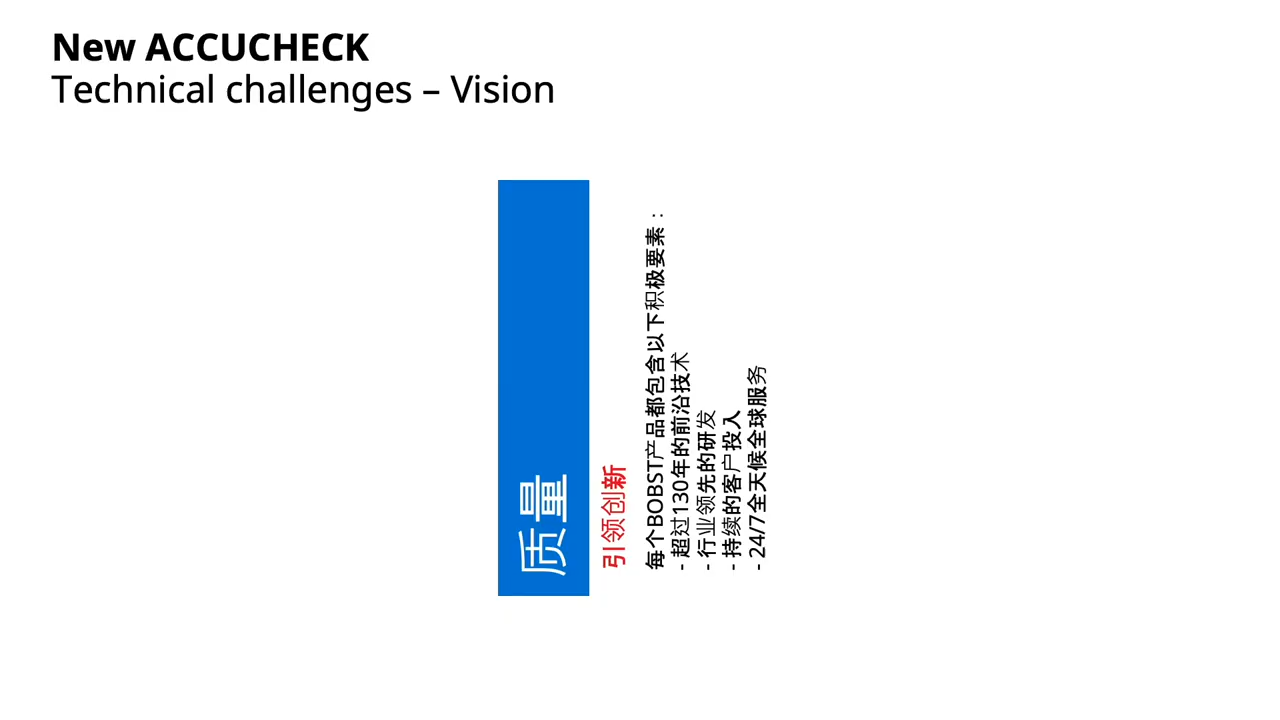 New ACCUCHECK
Technical challenges – Vision
质量
引领创新
每个BOBST产品都包含以下积极要素：
- 超过130年的前沿技术
- 行业领先的研发
- 持续的客户投入
- 24/7全天候全球服务